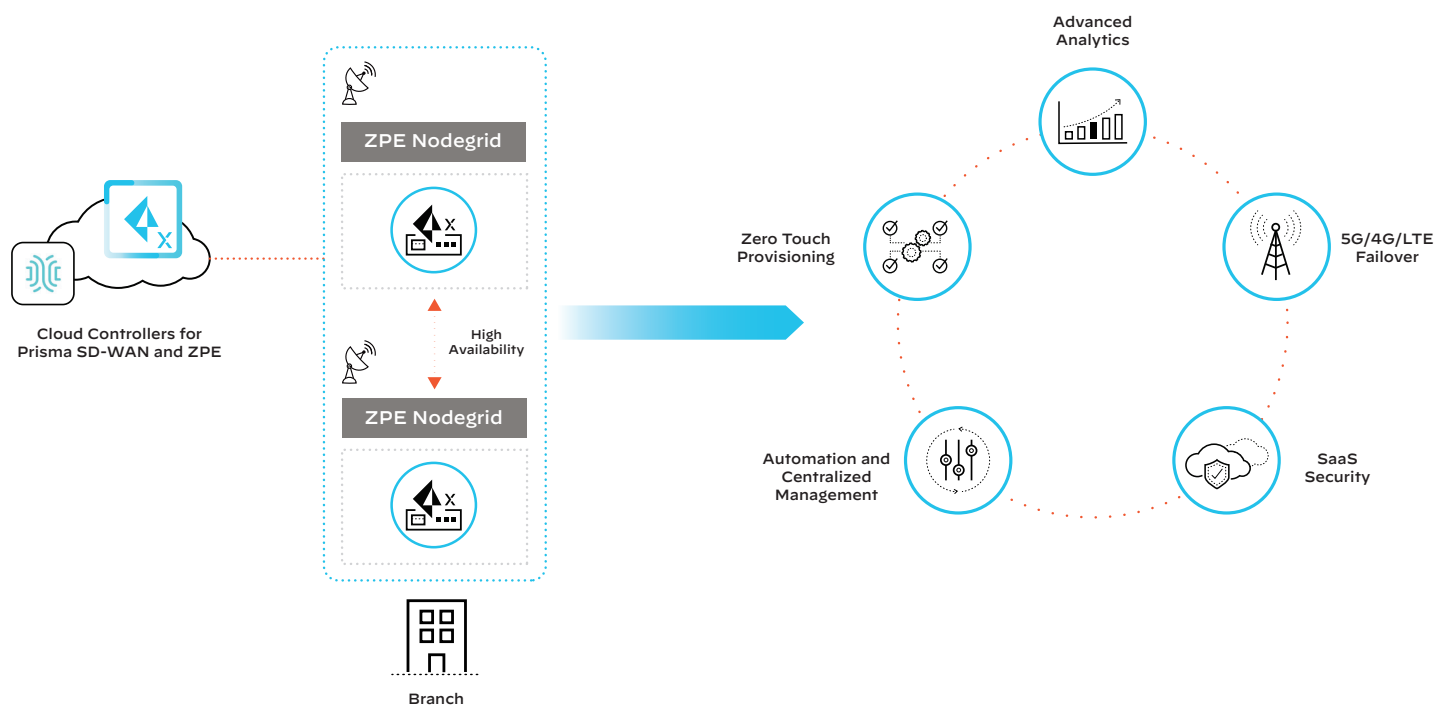 Cloud Controllers for
Prisma SD-WAN and ZPE
ZPE Nodegrid
X
X
High
Availability
ZPE Nodegrid
X
Branch
Advanced
Analytics
Zero Touch
Provisioning
5G/4G/LTE
Failover
Automation and
Centralized
Management
SaaS
Security